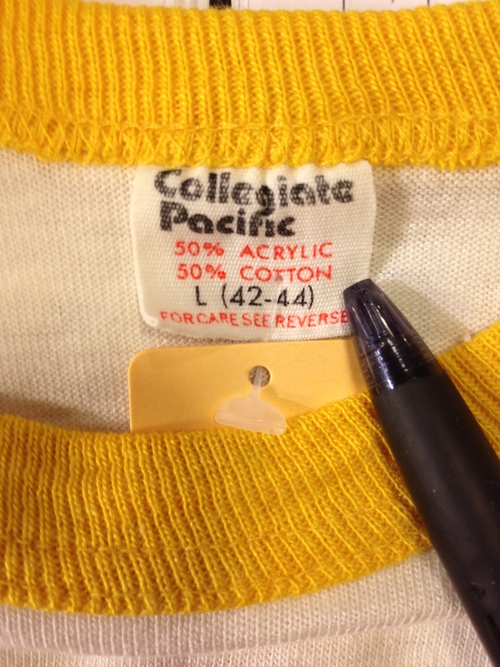 Collegiate
Pacific
50% ACRYLIC
50% COTTON
L (42-44)
FOR CARE SEE REVERSE